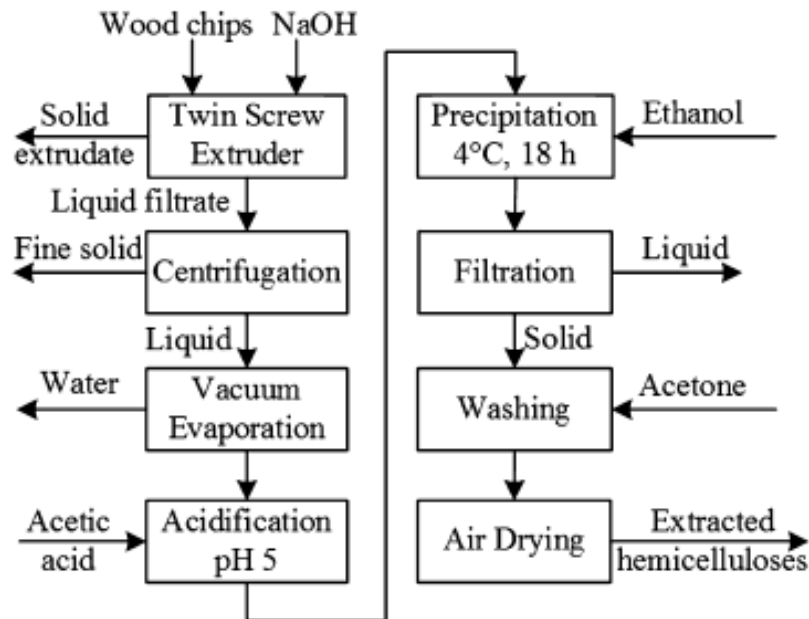 Wood chips NaOH
Solid
extrudate
Twin Screw
Extruder
Liquid filtrate
Fine solid
Centrifugation
Liquid
Water
Vacuum
Evaporation
Acetic
acid
Acidification
pH 5
Precipitation
4°C, 18 h
Ethanol
Filtration
Liquid
Solid
Washing
Acetone
Air Drying
Extracted
hemicelluloses